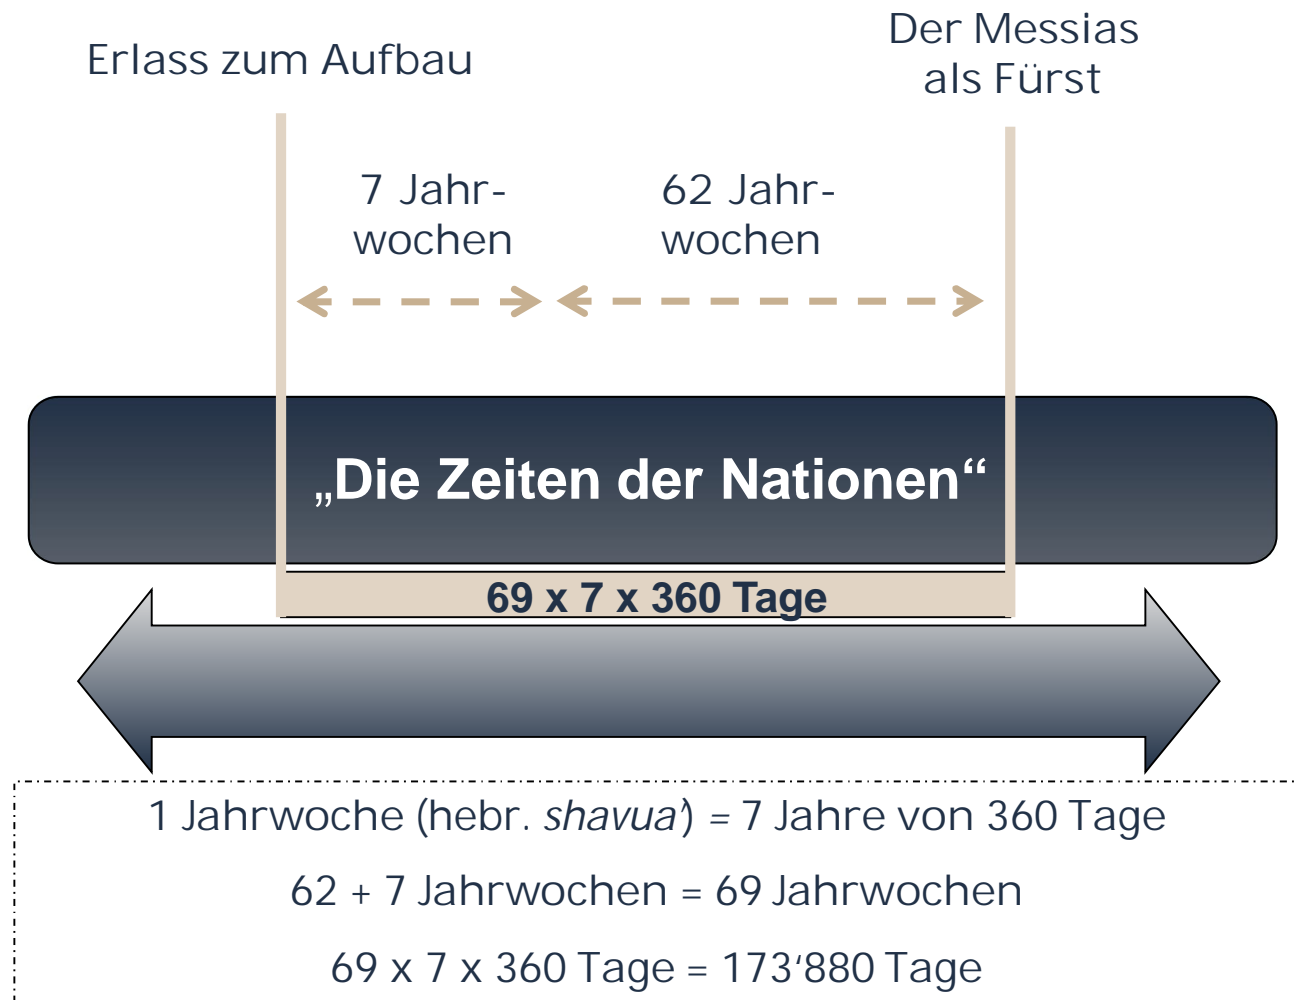 Erlass zum Aufbau
Der Messias
als Fürst
7 Jahr-
wochen
62 Jahr-
wochen
„Die Zeiten der Nationen“
69 x 7 x 360 Tage
1 Jahrwoche (hebr. shavua‘) = 7 Jahre von 360 Tage
62 + 7 Jahrwochen = 69 Jahrwochen
69 x 7 x 360 Tage = 173‘880 Tage